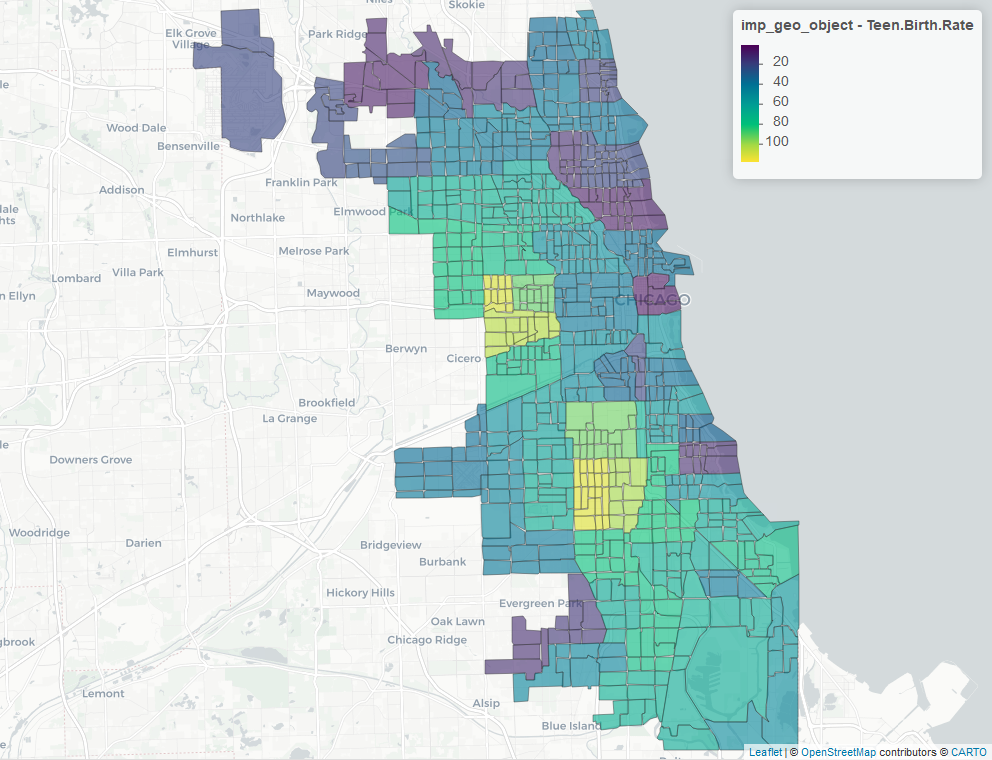 Skokie
Niles
imp_geo_object - Teen.Birth.Rate
Elk Grove
Village
Park Ridge
20
40
60
80
100
Wood Dale
Bensenville
Franklin Park
Addison
Elmwood Park
Northlake
Elmhurst
Melrose Park
Villa Park
Lombard
Maywood
n Ellyn
CHICAGO
Berwyn
Cicero
Brookfield
La Grange
Downers Grove
Woodridge
Darien
Bridgeview
Burbank
Hickory Hills
Evergreen Park
Oak Lawn
Chicago Ridge
gbrook
Lemont
Alsip
Blue Island
Leaflet | © OpenStreetMap contributors © CARTO